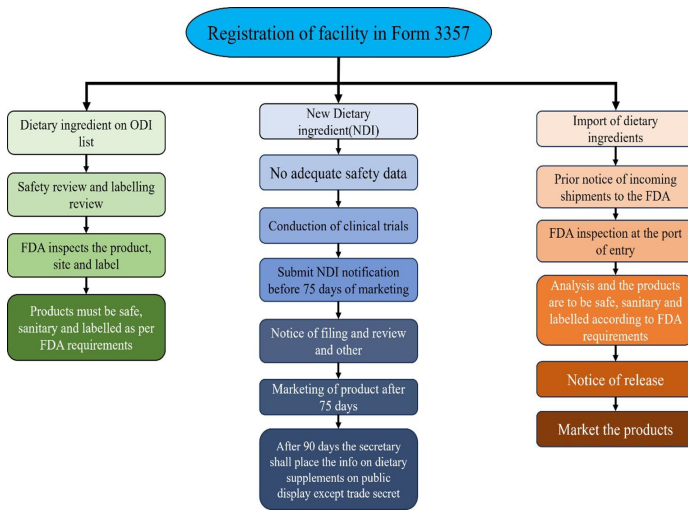 Registration of facility in Form 3357
Dietary ingredient on ODI
list
Safety review and labelling
review
FDA inspects the product,
site and label
Products must be safe,
sanitary and labelled as per
FDA requirements
New Dietary
ingredient(NDI)
No adequate safety data
Conduction of clinical trials
Submit NDI notification
before 75 days of marketing
Notice of filing and review
and other
Marketing of product after
75 days
After 90 days the secretary
shall place the info on dietary
supplements on public
display except trade secret
Import of dietary
ingredients
Prior notice of incoming
shipments to the FDA
FDA inspection at the port
of entry
Analysis and the products
are to be safe, sanitary and
labelled according to FDA
requirements
Notice of release
Market the products